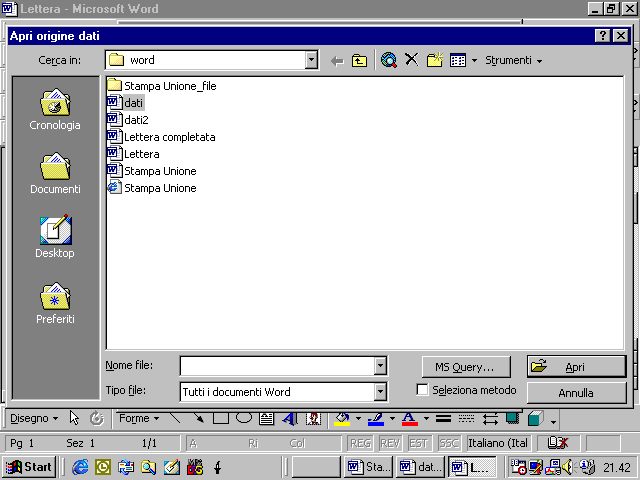 Lettera - Microsoft Word
Apri origine dati
Cerca in: word Strumenti
Stampa Unione_file
dati
dati2
Lettera completata
Lettera
Stampa Unione
Stampa Unione
Cronologia
Documenti
Desktop
Preferiti
Nome file: MS Query... Apri
Tipo file: Tutti i documenti Word Seleziona metodo Annulla
Disegno Forme
Pg 1 Sez 1 1/1 A Ri Col REG REV EST SSC Italiano (Ital
Start Sta... dat... L... 21.42